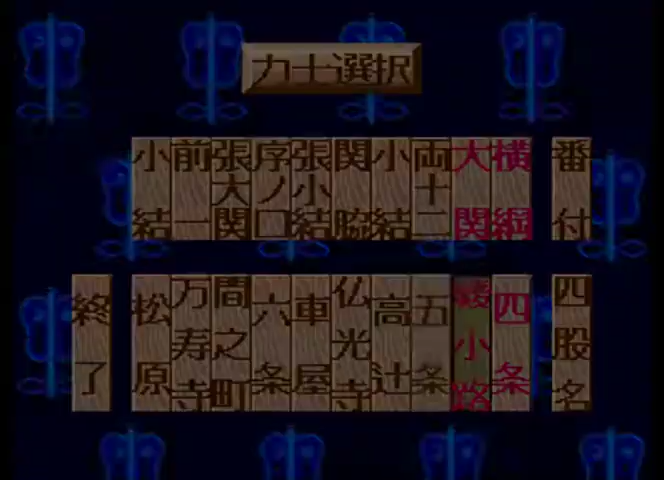 力士選択
番付
横綱
大関
両十二
小結
関脇
張小結
序ノ口
張大関
前一
小結
四股名
四条
綾小路
五条
高辻
仏光寺
車屋
六条
間之町
万寿寺
松原
終了